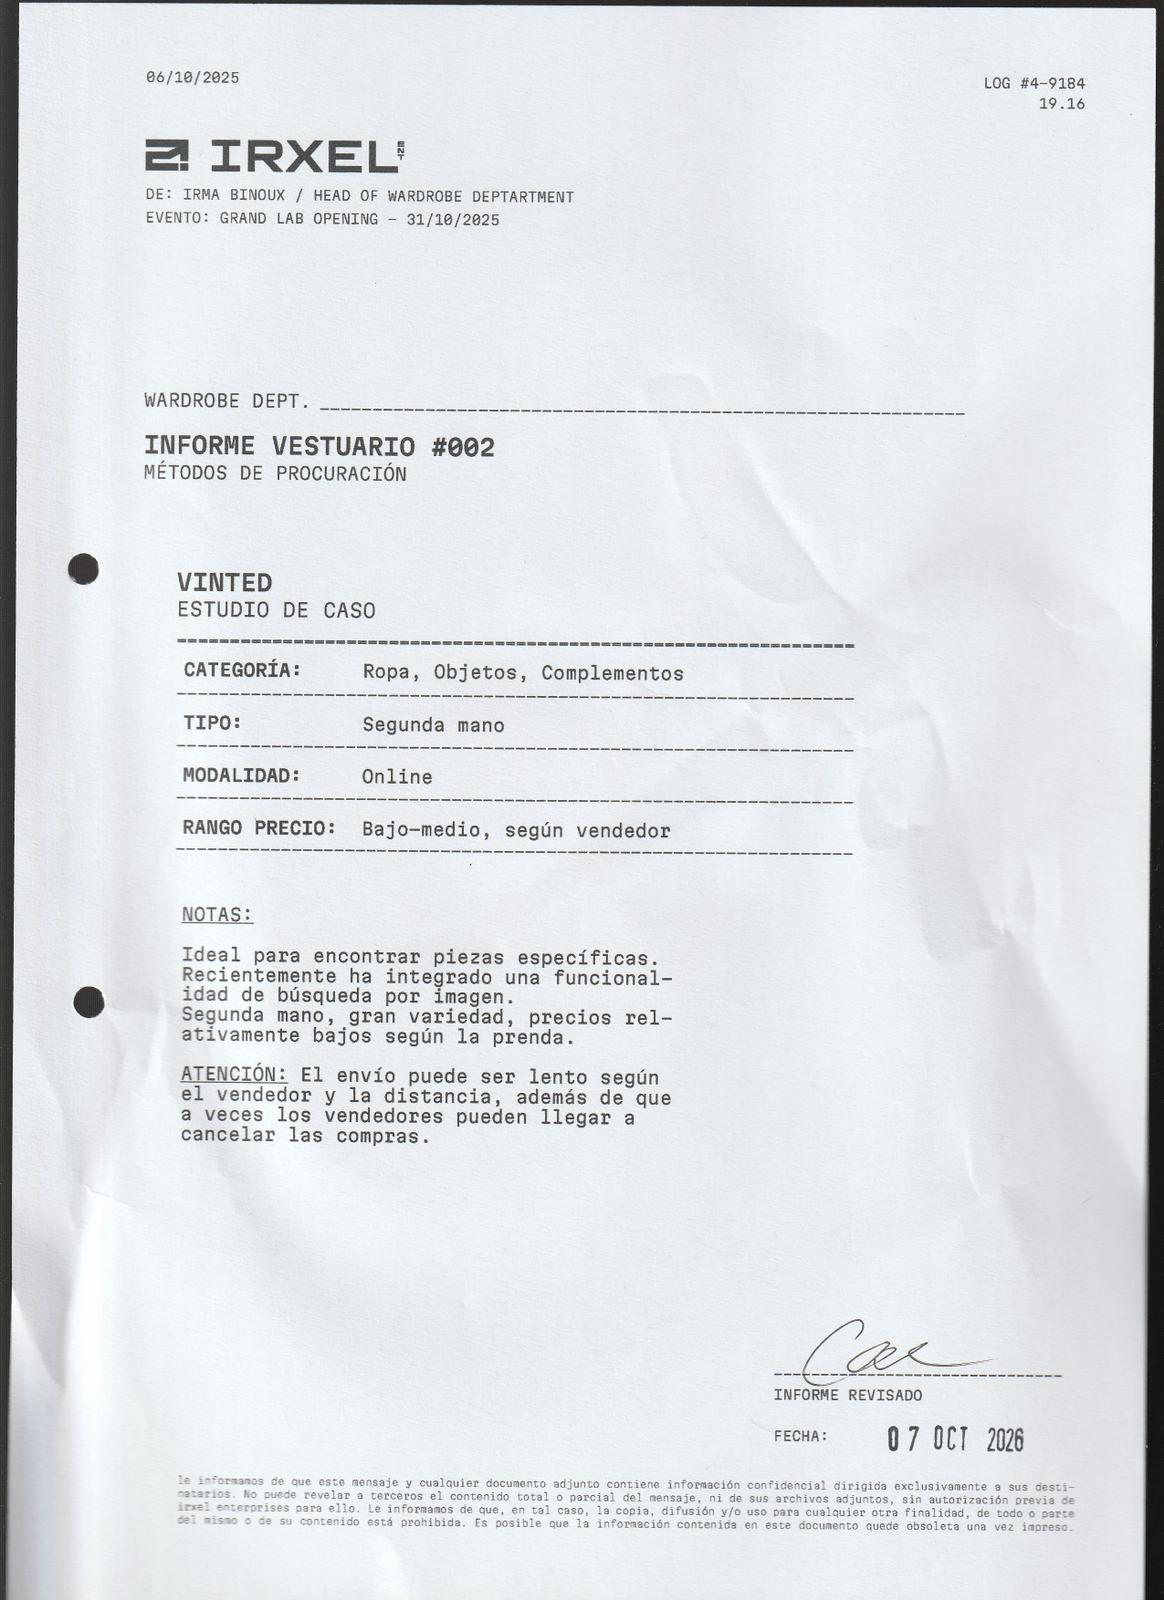 06/10/2025
LOG #4-9184
19.16
IRXEL ENT
DE: IRMA BINOUX / HEAD OF WARDROBE DEPTARTMENT
EVENTO: GRAND LAB OPENING - 31/10/2025
WARDROBE DEPT.
INFORME VESTUARIO #002
MÉTODOS DE PROCURACIÓN
VINTED
ESTUDIO DE CASO
CATEGORÍA: Ropa, Objetos, Complementos
TIPO: Segunda mano
MODALIDAD: Online
RANGO PRECIO: Bajo-medio, según vendedor
NOTAS:
Ideal para encontrar piezas específicas.
Recientemente ha integrado una funcional-
idad de búsqueda por imagen.
Segunda mano, gran variedad, precios rel-
ativamente bajos según la prenda.
ATENCIÓN: El envío puede ser lento según
el vendedor y la distancia, además de que
a veces los vendedores pueden llegar a
cancelar las compras.
INFORME REVISADO
FECHA: 07 OCT 2026
le informamos de que este mensaje y cualquier documento adjunto contiene información confidencial dirigida exclusivamente a sus desti-
natarios. No puede revelar a terceros el contenido total o parcial del mensaje, ni de sus archivos adjuntos, sin autorización previa de
irxel enterprises para ello. Le informamos de que, en tal caso, la copia, difusión y/o uso para cualquier otra finalidad, de todo o parte
del mismo o de su contenido está prohibida. Es posible que la información contenida en este documento quede obsoleta una vez impreso.